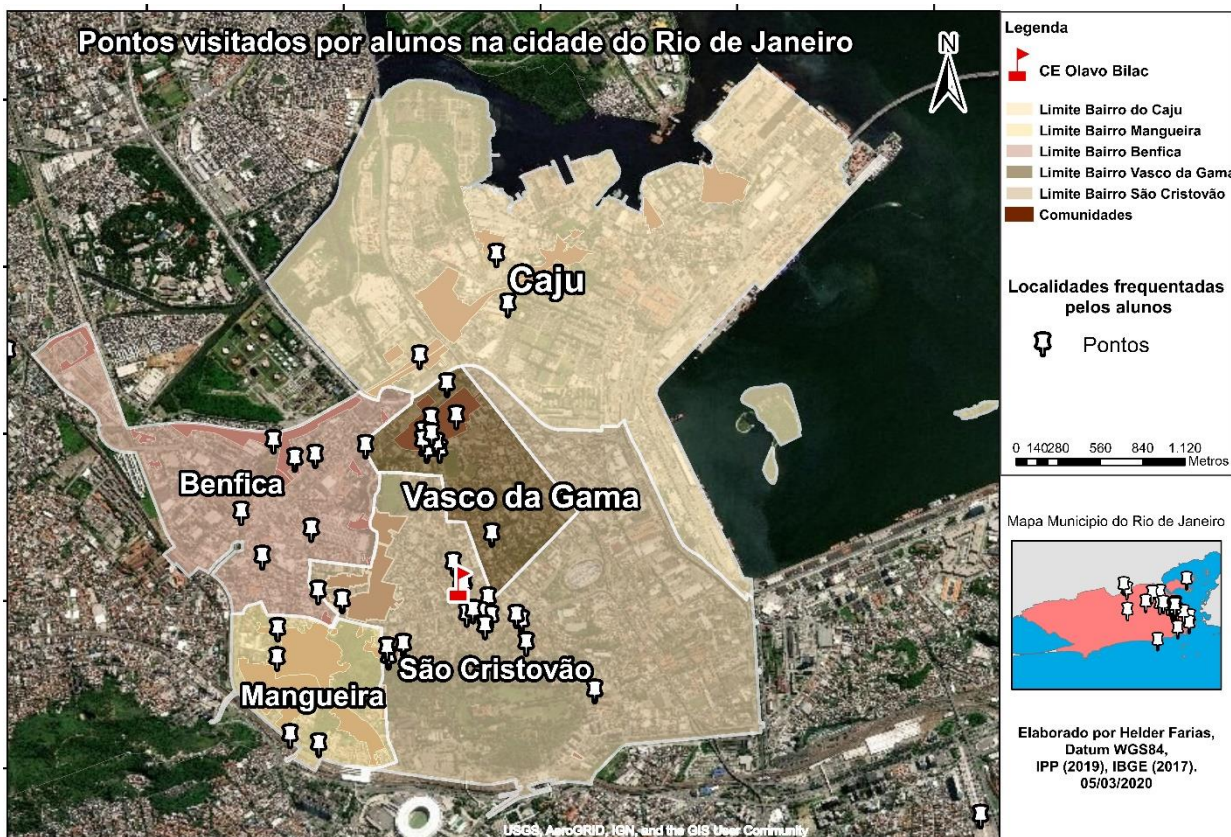 Pontos visitados por alunos na cidade do Rio de Janeiro
N
Caju
Benfica
Vasco da Gama
São Cristovão
Mangueira
USGS, AeroGRID, IGN, and the GIS User Community
Legenda
CE Olavo Bilac
Limite Bairro do Caju
Limite Bairro Mangueira
Limite Bairro Benfica
Limite Bairro Vasco da Gama
Limite Bairro São Cristovão
Comunidades
Localidades frequentadas
pelos alunos
Pontos
0 140 280 560 840 1.120
Metros
Mapa Municipio do Rio de Janeiro
Elaborado por Helder Farias,
Datum WGS84,
IPP (2019), IBGE (2017).
05/03/2020